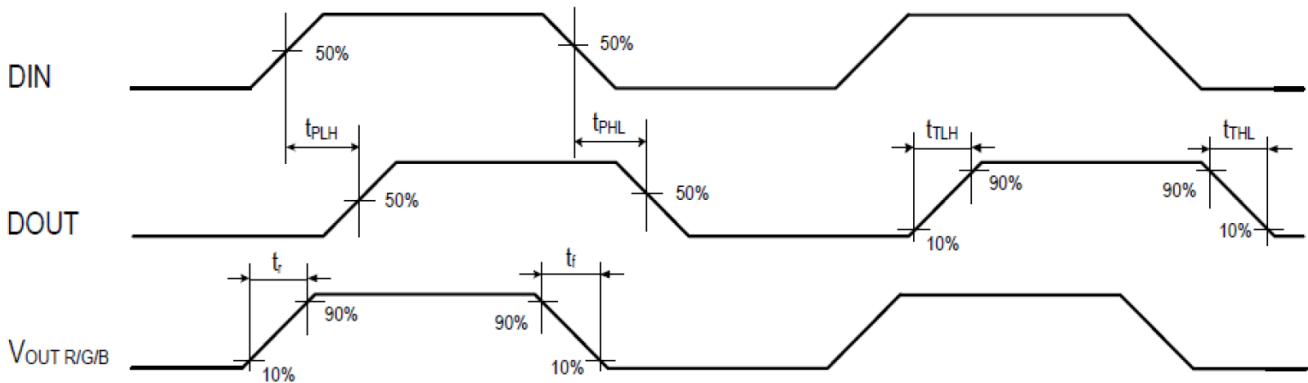 DIN
50%
50%
tPLH
tPHL
tTLH
tTHL
DOUT
50%
50%
90%
10%
90%
10%
tr
tf
VOUT R/G/B
90%
10%
90%
10%